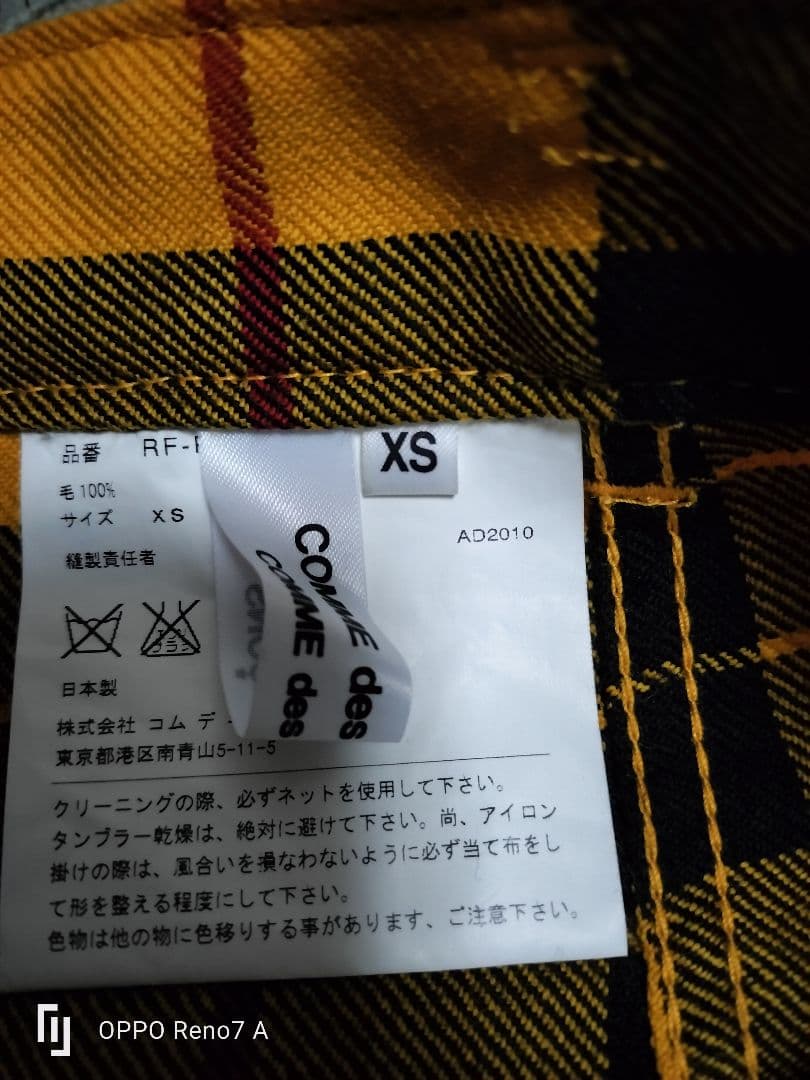 品番 RF-
XS
毛100%
サイズ XS
AD2010
縫製責任者
COMME des
COMME des
日本製
株式会社 コム デ
東京都港区南青山5-11-5
クリーニングの際、必ずネットを使用して下さい。
タンブラー乾燥は、絶対に避けて下さい。尚、アイロン
掛けの際は、風合いを損なわないように必ず当て布をし
て形を整える程度にして下さい。
色物は他の物に色移りする事があります、ご注意下さい。
OPPO Reno7 A